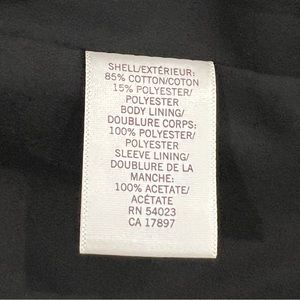 SHELL/EXTÉRIEUR:
85% COTTON/COTON
15% POLYESTER/
POLYESTER
BODY LINING/
DOUBLURE CORPS:
100% POLYESTER/
POLYESTER
SLEEVE LINING/
DOUBLURE DE LA
MANCHE:
100% ACETATE/
ACÉTATE
RN 54023
CA 17897